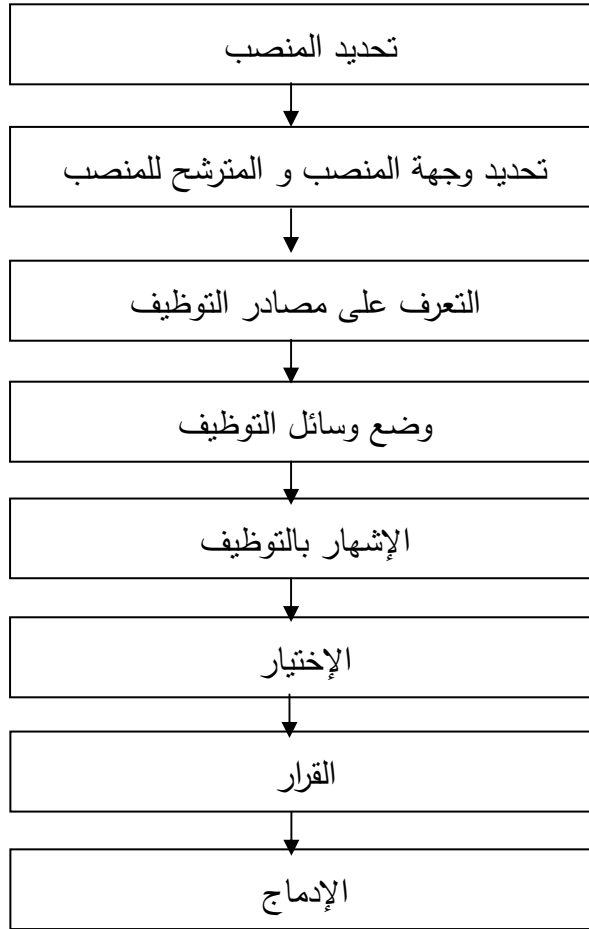 تحديد المنصب
تحديد وجهة المنصب و المترشح للمنصب
التعرف على مصادر التوظيف
وضع وسائل التوظيف
الإشهار بالتوظيف
الإختيار
القرار
الإدماج